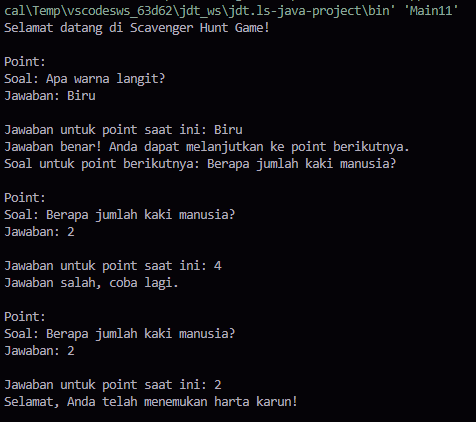 cal\Temp\vscodesws_63d62\jdt_ws\jdt.ls-java-project\bin' 'Main11'
Selamat datang di Scavenger Hunt Game!
Point:
Soal: Apa warna langit?
Jawaban: Biru
Jawaban untuk point saat ini: Biru
Jawaban benar! Anda dapat melanjutkan ke point berikutnya.
Soal untuk point berikutnya: Berapa jumlah kaki manusia?
Point:
Soal: Berapa jumlah kaki manusia?
Jawaban: 2
Jawaban untuk point saat ini: 4
Jawaban salah, coba lagi.
Point:
Soal: Berapa jumlah kaki manusia?
Jawaban: 2
Jawaban untuk point saat ini: 2
Selamat, Anda telah menemukan harta karun!